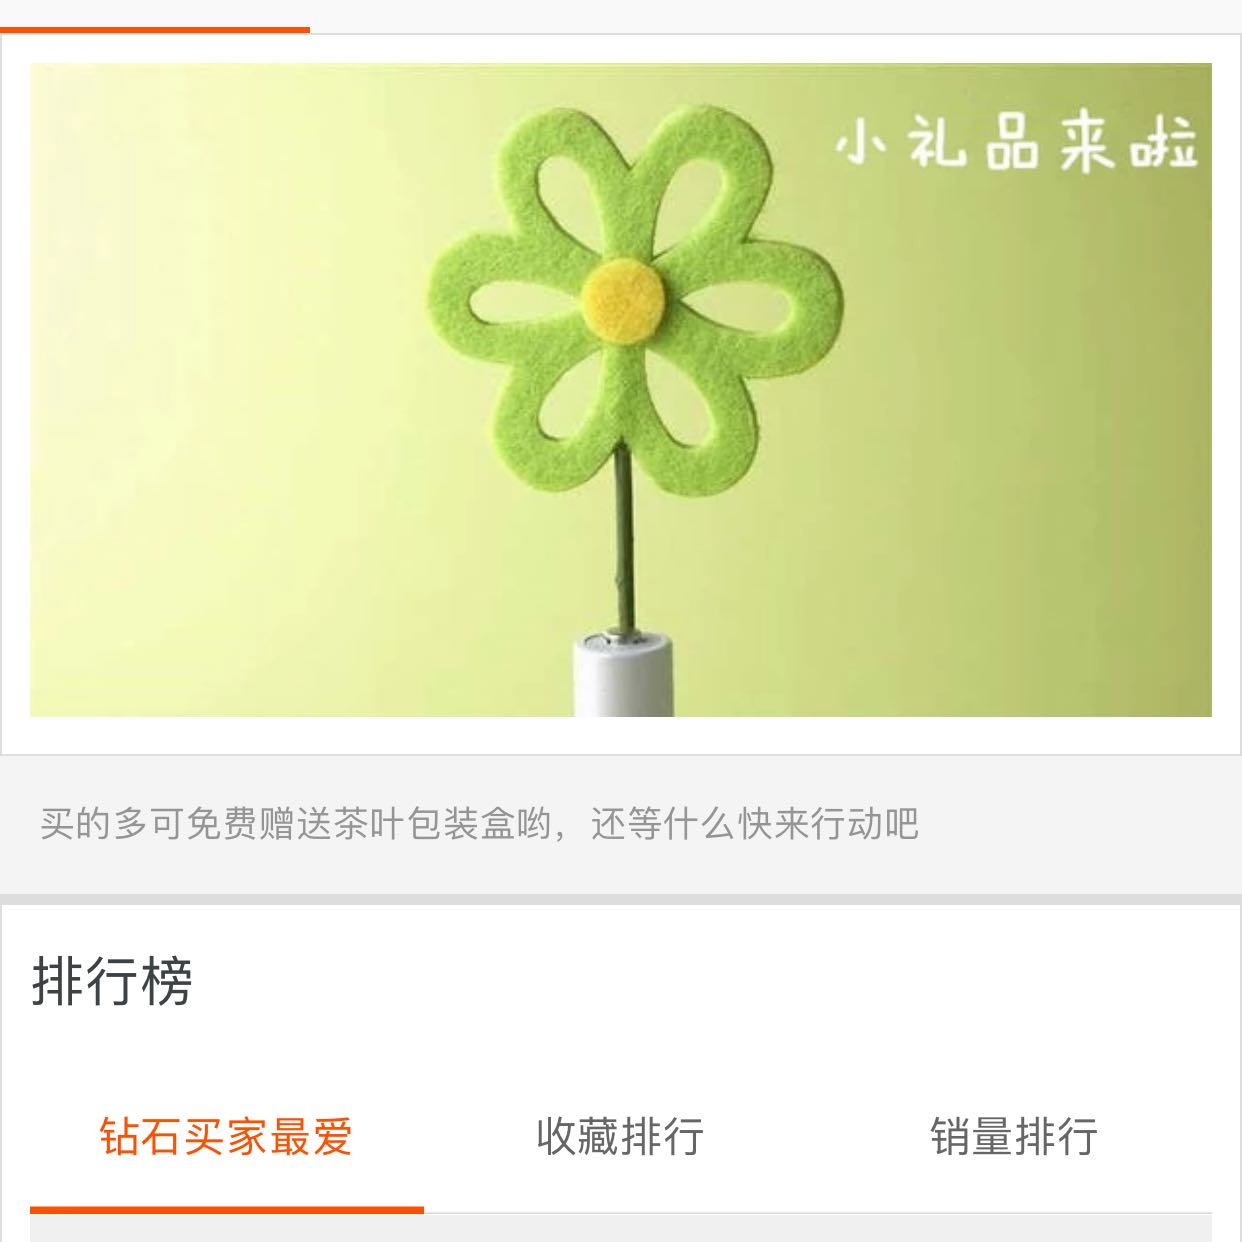 小礼品来啦
买的多可免费赠送茶叶包装盒哟，还等什么快来行动吧
排行榜
钻石买家最爱
收藏排行
销量排行